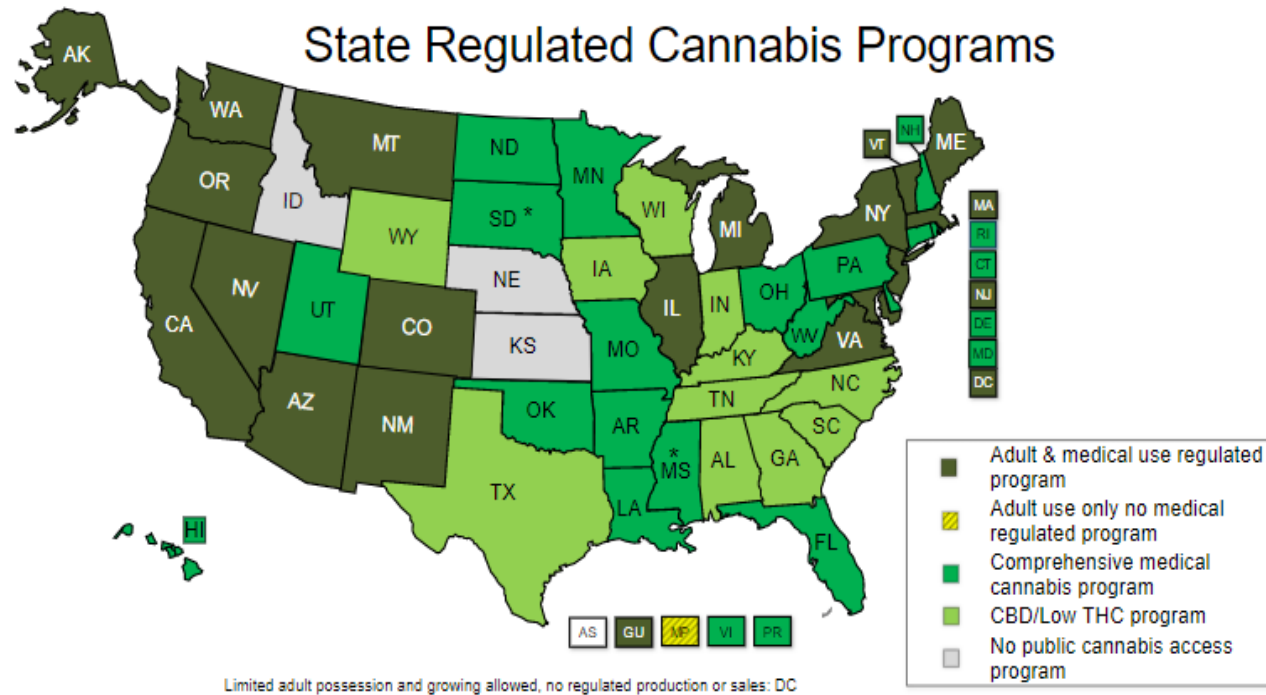 State Regulated Cannabis Programs
AK
WA
MT
ND
MN
VT
NH
ME
OR
ID
SD *
WI
MI
NY
WY
IA
NE
PA
MA
RI
CT
NJ
DE
MD
DC
NV
UT
CO
IL
IN
OH
WV
VA
CA
KS
MO
KY
NC
TN
AZ
NM
OK
AR
SC
*
MS
AL
GA
TX
LA
FL
HI
AS
GU
MP
VI
PR
Adult & medical use regulated
program
Adult use only no medical
regulated program
Comprehensive medical
cannabis program
CBD/Low THC program
No public cannabis access
program
Limited adult possession and growing allowed, no regulated production or sales: DC